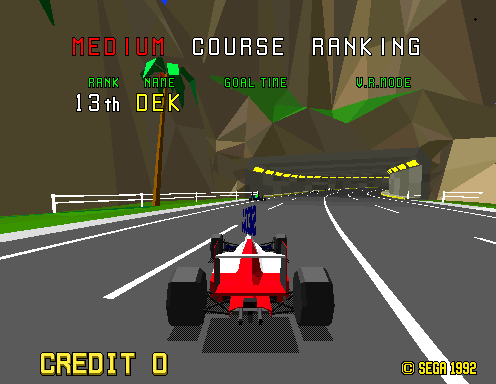 MEDIUM COURSE RANKING
RANK NAME GOAL TIME V.R.MODE
13th DEK
CREDIT 0
© SEGA 1992